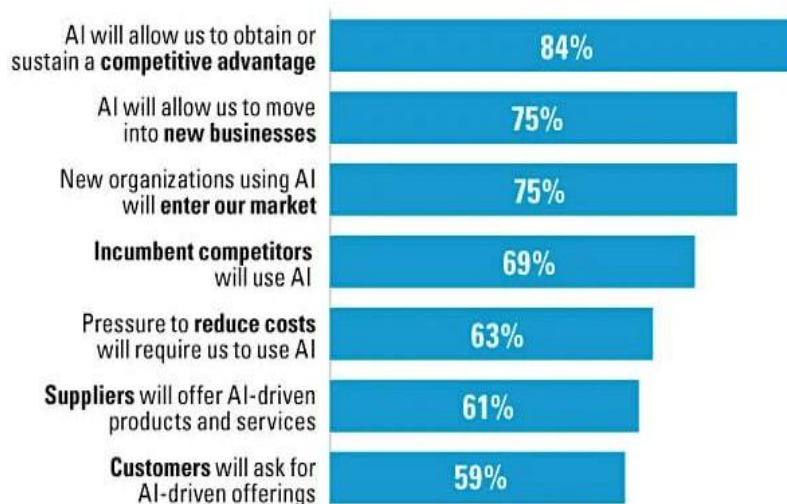 AI will allow us to obtain or
sustain a competitive advantage
84%
AI will allow us to move
into new businesses
75%
New organizations using AI
will enter our market
75%
Incumbent competitors
will use AI
69%
Pressure to reduce costs
will require us to use AI
63%
Suppliers will offer AI-driven
products and services
61%
Customers will ask for
AI-driven offerings
59%